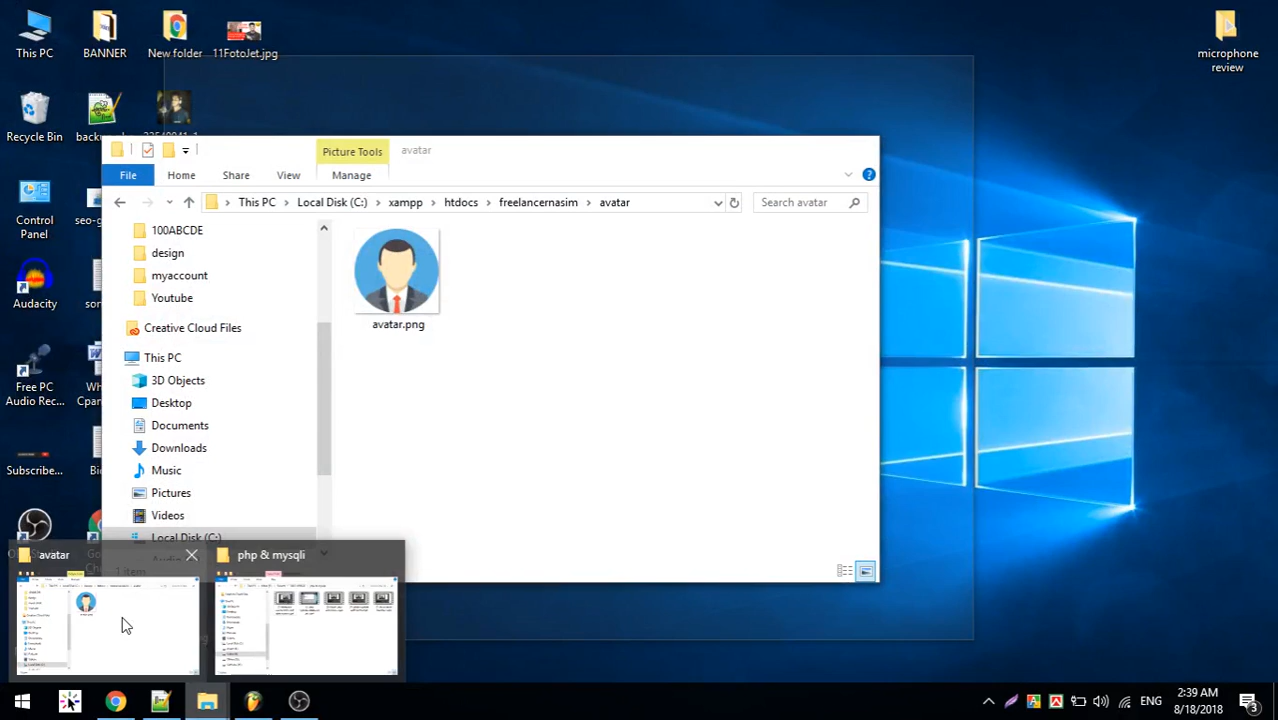 This PC
BANNER
New folder
11FotoJet.jpg
microphone
review
Recycle Bin
Picture Tools
avatar
File
Home
Share
View
Manage
This PC
Local Disk (C:)
xampp
htdocs
freelancernasim
avatar
Search avatar
Control
Panel
100ABCDE
design
myaccount
Youtube
Creative Cloud Files
This PC
3D Objects
Desktop
Documents
Downloads
Music
Pictures
Videos
Local Disk (C:)
avatar.png
Audacity
Free PC
Audio Rec...
Subscribe...
avatar
php & mysqli
ENG
2:39 AM
8/18/2018
3